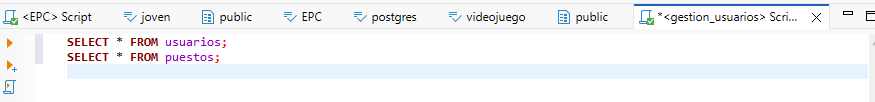 <EPC> Script joven public EPC postgres videojuego public *<gestion_usuarios> Scri...
SELECT * FROM usuarios;
SELECT * FROM puestos;